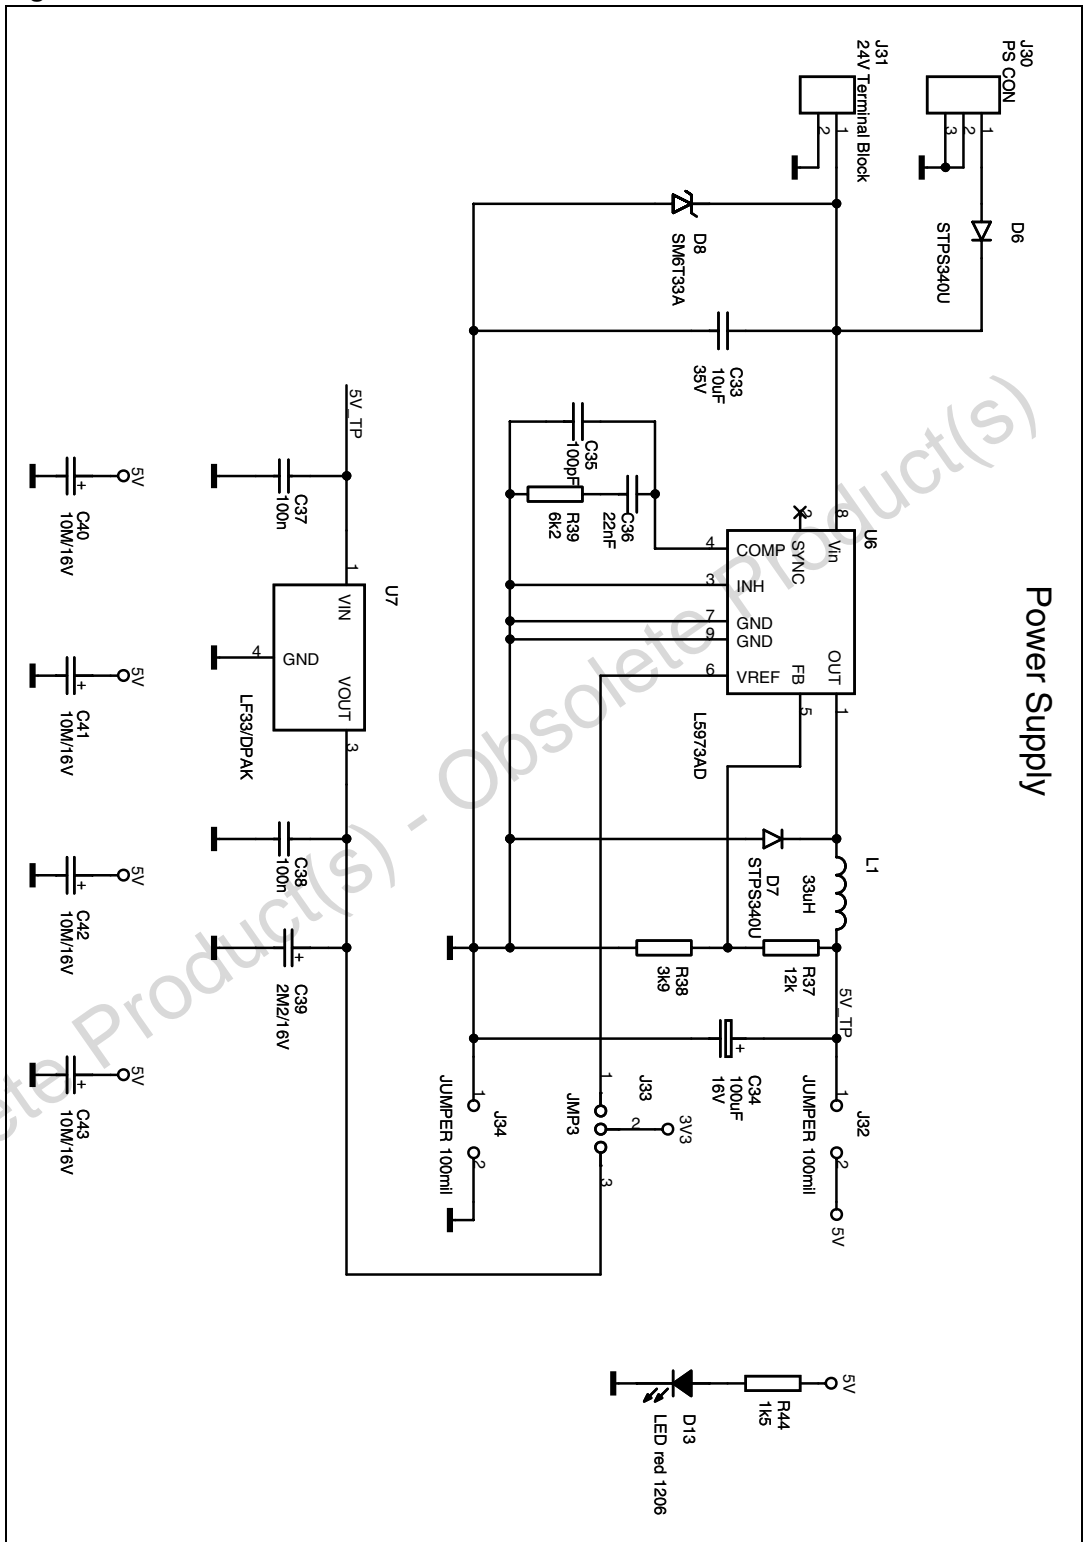 Power Supply
J30
PS CON
1
2
3
D6
STPS340U
J31
24V Terminal Block
1
2
D8
SM6T33A
C33
10uF
35V
C35
100pF
C36
22nF
R39
6k2
U6
8
Vin
2
SYNC
4
COMP
3
INH
7
GND
9
GND
6
VREF
FB
5
OUT
1
L5973AD
D7
STPS340U
L1
33uH
R38
3k9
R37
12k
5V_TP
C34
100uF
16V
J32
1
2
JUMPER 100mil
5V
J33
JMP3
1
2
3
3V3
J34
1
2
JUMPER 100mil
5V_TP
C37
100n
U7
1
VIN
4
GND
VOUT
3
LF33/DPAK
C38
100n
C39
2M2/16V
5V
C40
10M/16V
5V
C41
10M/16V
5V
C42
10M/16V
5V
C43
10M/16V
5V
R44
1k5
D13
LED red 1206
ete Product(s) - Obsolete Product(s)